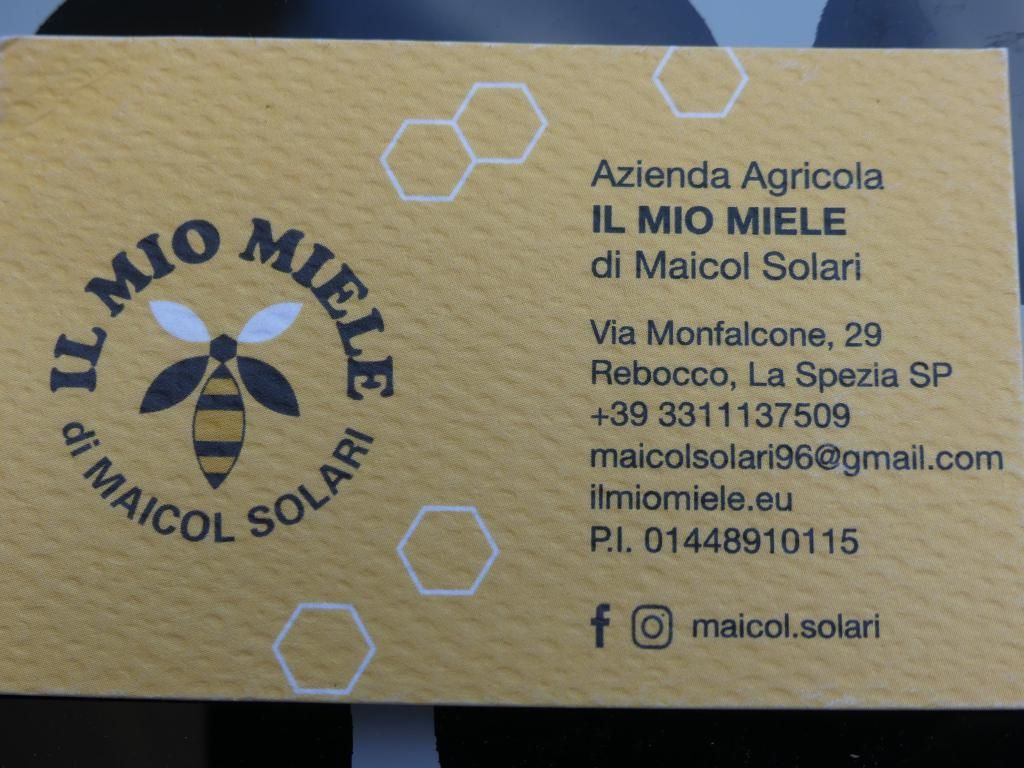 IL MIO MIELE
di MAICOL SOLARI
Azienda Agricola
IL MIO MIELE
di Maicol Solari
Via Monfalcone, 29
Rebocco, La Spezia SP
+39 3311137509
maicolsolari96@gmail.com
ilmiomiele.eu
P.I. 01448910115
maicol.solari